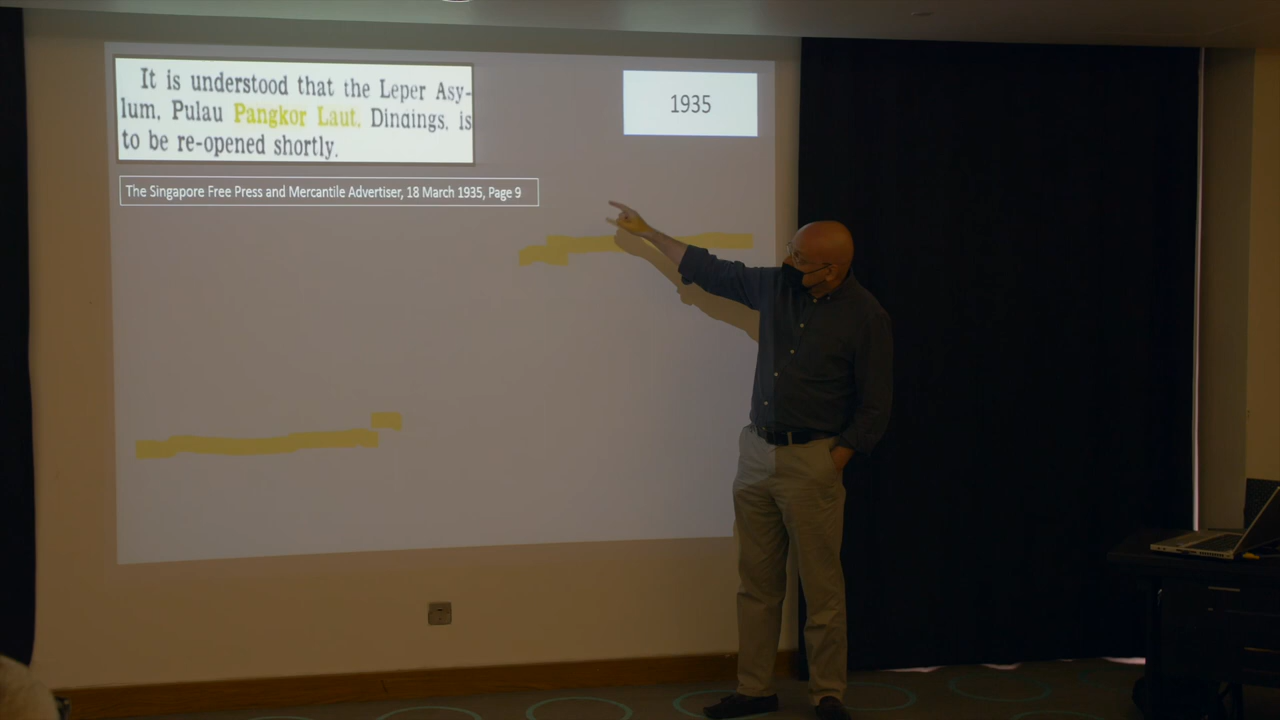 It is understood that the Leper Asy-
lum, Pulau Pangkor Laut, Dindings, is
to be re-opened shortly.
1935
The Singapore Free Press and Mercantile Advertiser, 18 March 1935, Page 9